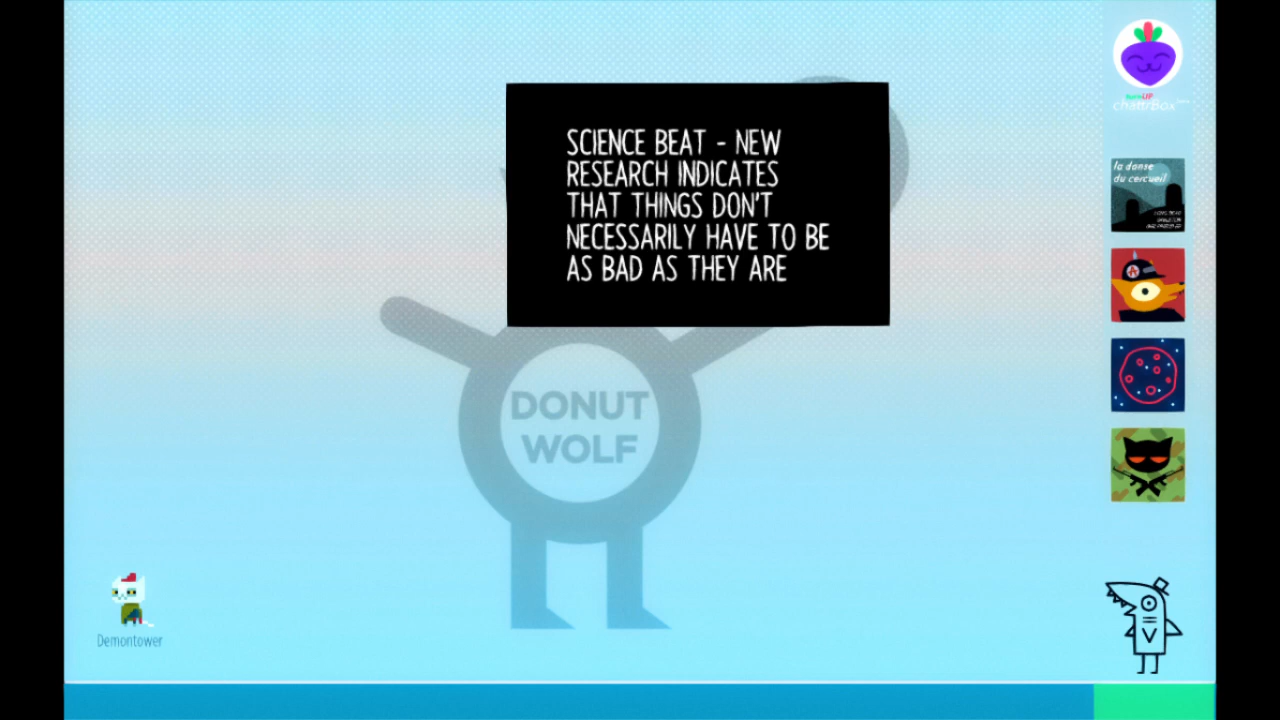 SCIENCE BEAT - NEW
RESEARCH INDICATES
THAT THINGS DON'T
NECESSARILY HAVE TO BE
AS BAD AS THEY ARE
DONUT
WOLF
Demontower
chattrBox
la danse
du cercueil